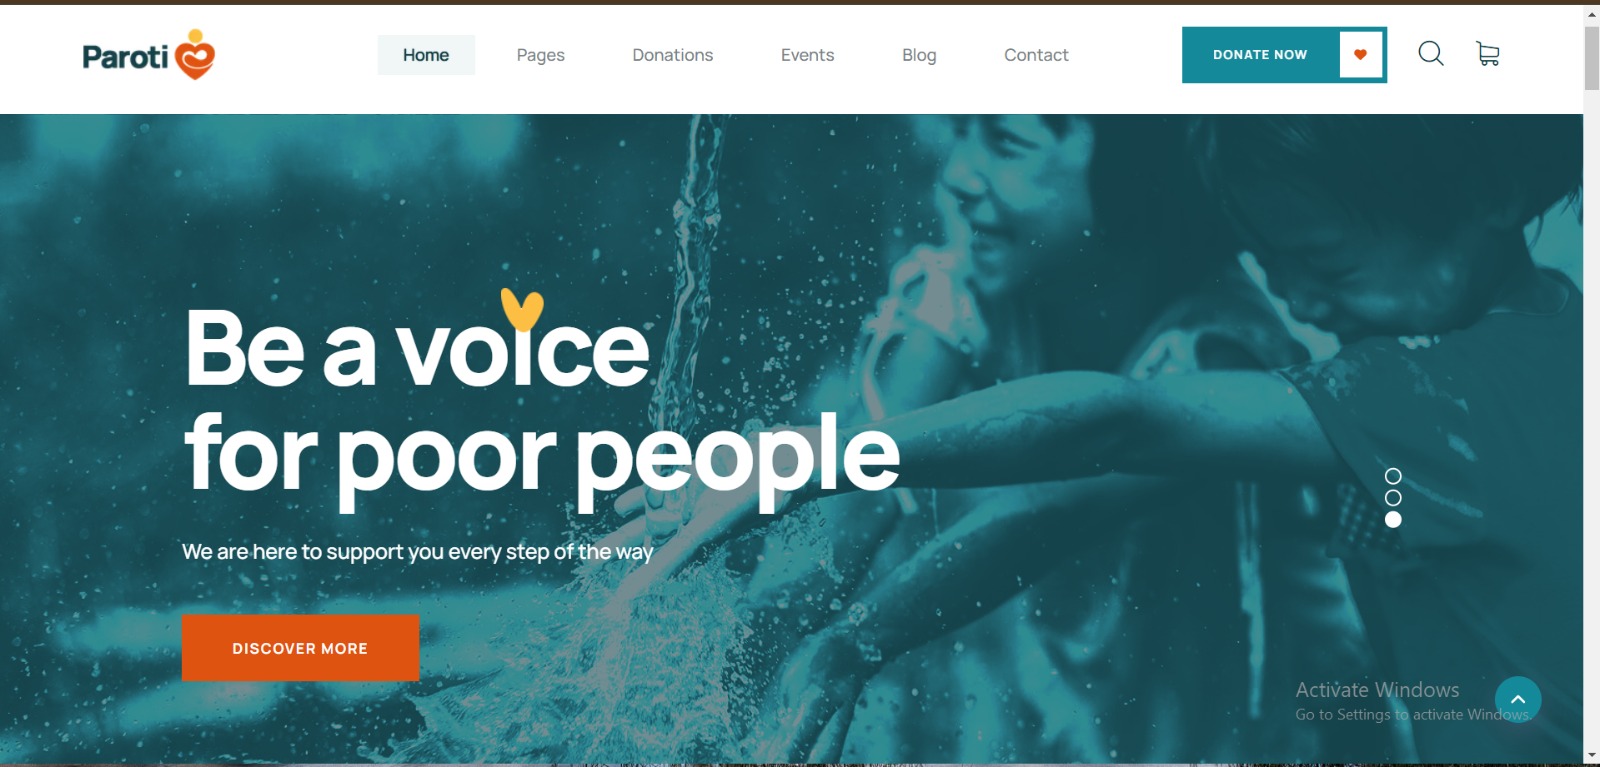 Paroti
Home
Pages
Donations
Events
Blog
Contact
DONATE NOW
Be a voice
for poor people
We are here to support you every step of the way
DISCOVER MORE
Activate Windows
Go to Settings to activate Windows.